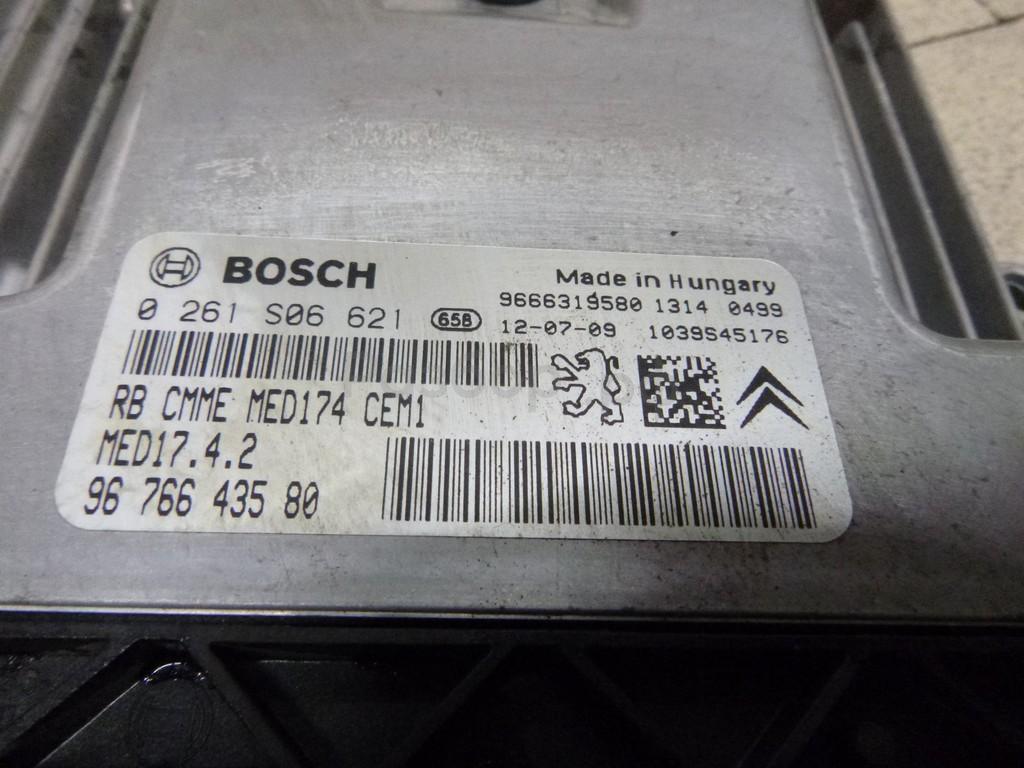 BOSCH
Made in Hungary
0 261 S06 621 658
9666319580 1314 0499
12-07-09 1039S45176
RB CMME MED174 CEM1
MED17.4.2
96 766 435 80